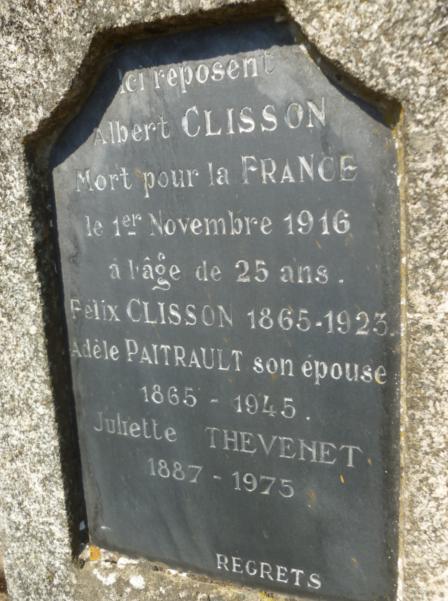 Ici reposent
Albert CLISSON
Mort pour la FRANCE
le 1er Novembre 1916
à l'âge de 25 ans.
Félix CLISSON 1865-1923.
Adèle PAITRAULT son épouse
1865 - 1945.
Juliette THEVENET
1887 - 1975
REGRETS